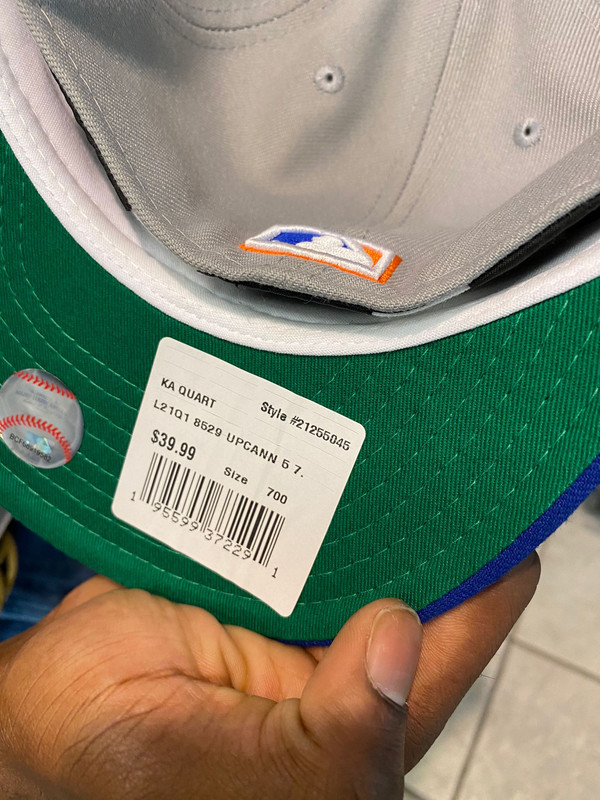 KA QUART Style #21255045
L21Q1 8529 UPCANN 5 7.
$39.99
Size 700
1 95599 37229 1